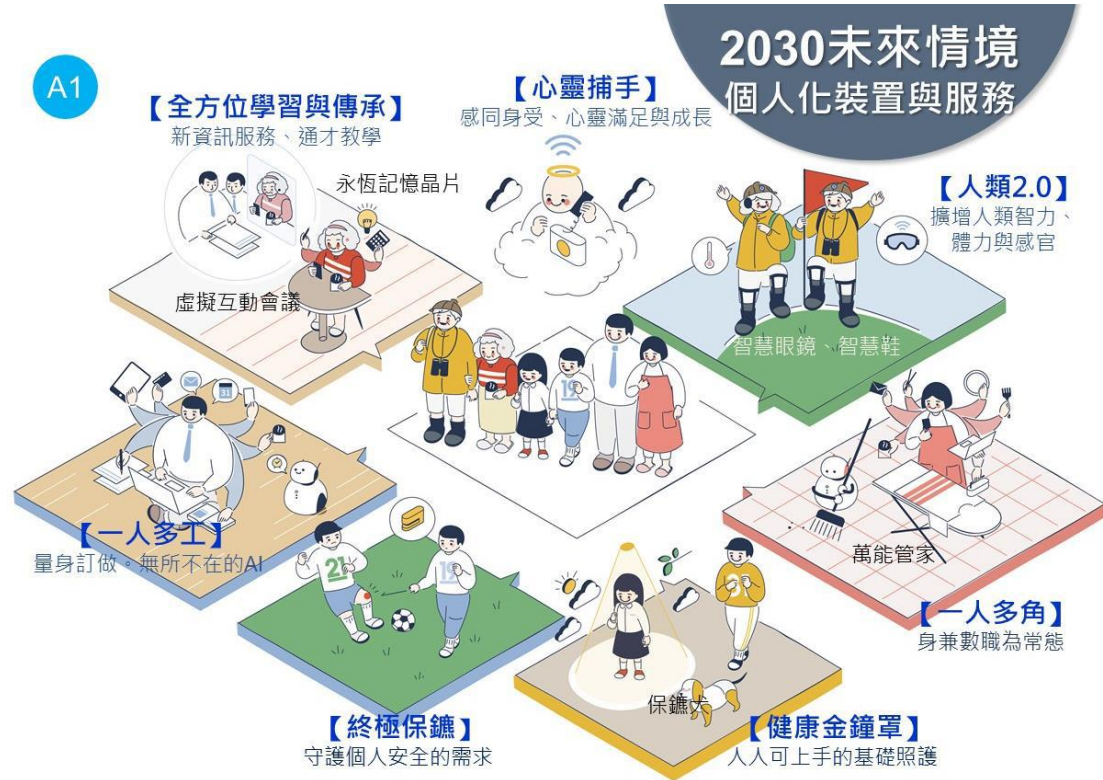 2030未來情境
個人化裝置與服務
A1
【全方位學習與傳承】
新資訊服務、通才教學
永恆記憶晶片
虛擬互動會議
【心靈捕手】
感同身受、心靈滿足與成長
【人類2.0】
擴增人類智力、
體力與感官
智慧眼鏡、智慧鞋
31
19
【一人多工】
量身訂做。無所不在的AI
萬能管家
【一人多角】
身兼數職為常態
21
19
【終極保鑣】
守護個人安全的需求
保鑣犬
【健康金鐘罩】
人人可上手的基礎照護